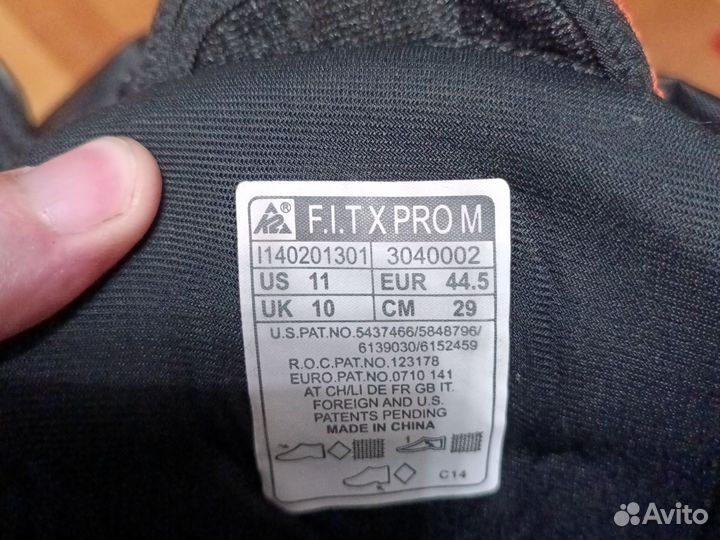 K2® F.I.T X PRO M
I140201301 3040002
US 11 EUR 44.5
UK 10 CM 29
U.S.PAT.NO.5437466/5848796/
6139030/6152459
R.O.C.PAT.NO.123178
EURO.PAT.NO.0710 141
AT CH/LI DE FR GB IT.
FOREIGN AND U.S.
PATENTS PENDING
MADE IN CHINA
C14
Avito